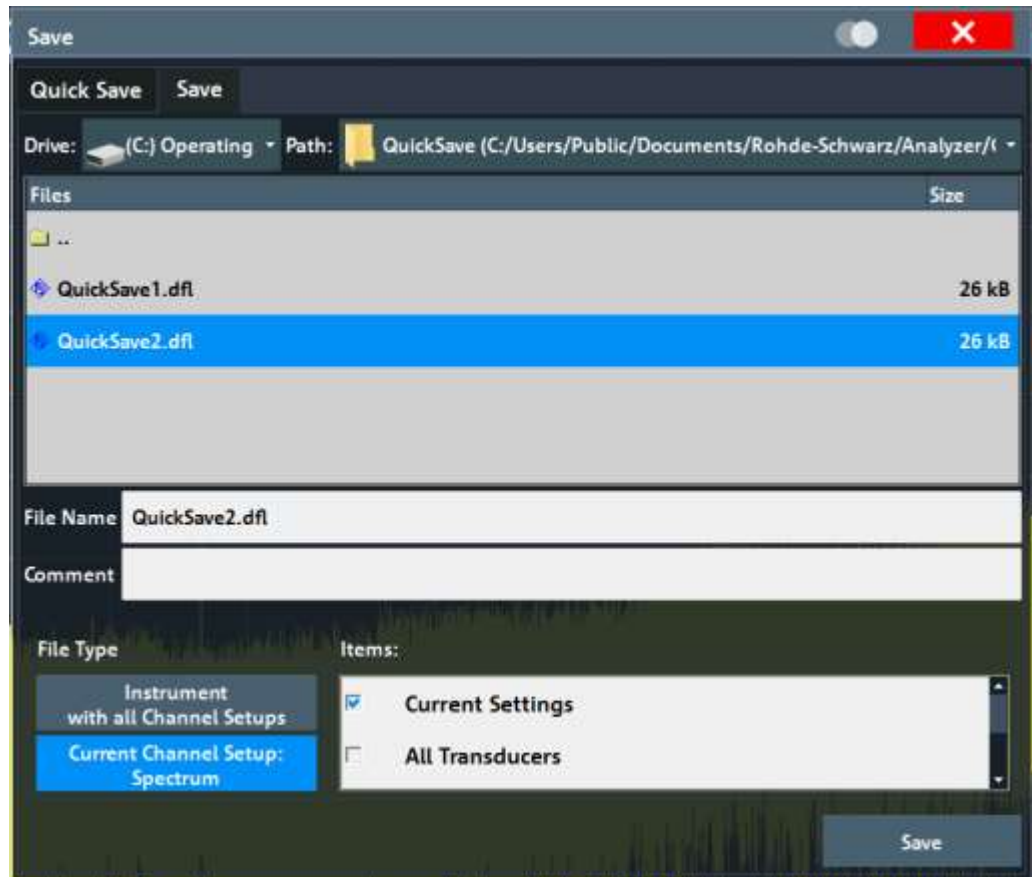 Save
Quick Save Save
Drive: (C:) Operating Path: QuickSave (C:/Users/Public/Documents/Rohde-Schwarz/Analyzer/(
Files Size
..
QuickSave1.dfl 26 kB
QuickSave2.dfl 26 kB
File Name QuickSave2.dfl
Comment
File Type Items:
Instrument
with all Channel Setups
Current Settings
Current Channel Setup:
Spectrum
All Transducers
Save